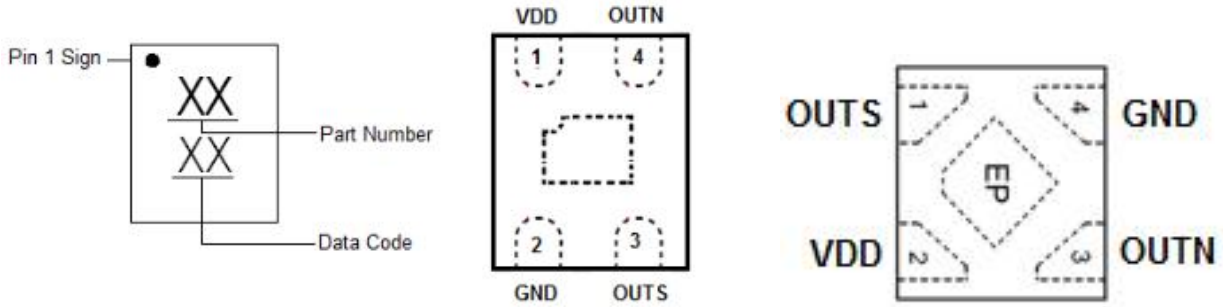 Pin 1 Sign
XX
Part Number
XX
Data Code
VDD OUTN
1 4
2 3
GND OUTS
OUTS 1 4 GND
EP
VDD 2 3 OUTN